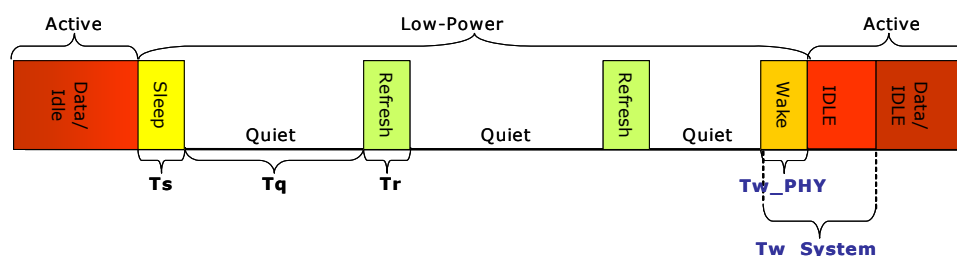 Active
Low-Power
Active
Data/
Idle
Sleep
Quiet
Refresh
Quiet
Refresh
Quiet
Wake
IDLE
Data/
IDLE
Ts
Tq
Tr
Tw_PHY
Tw_System